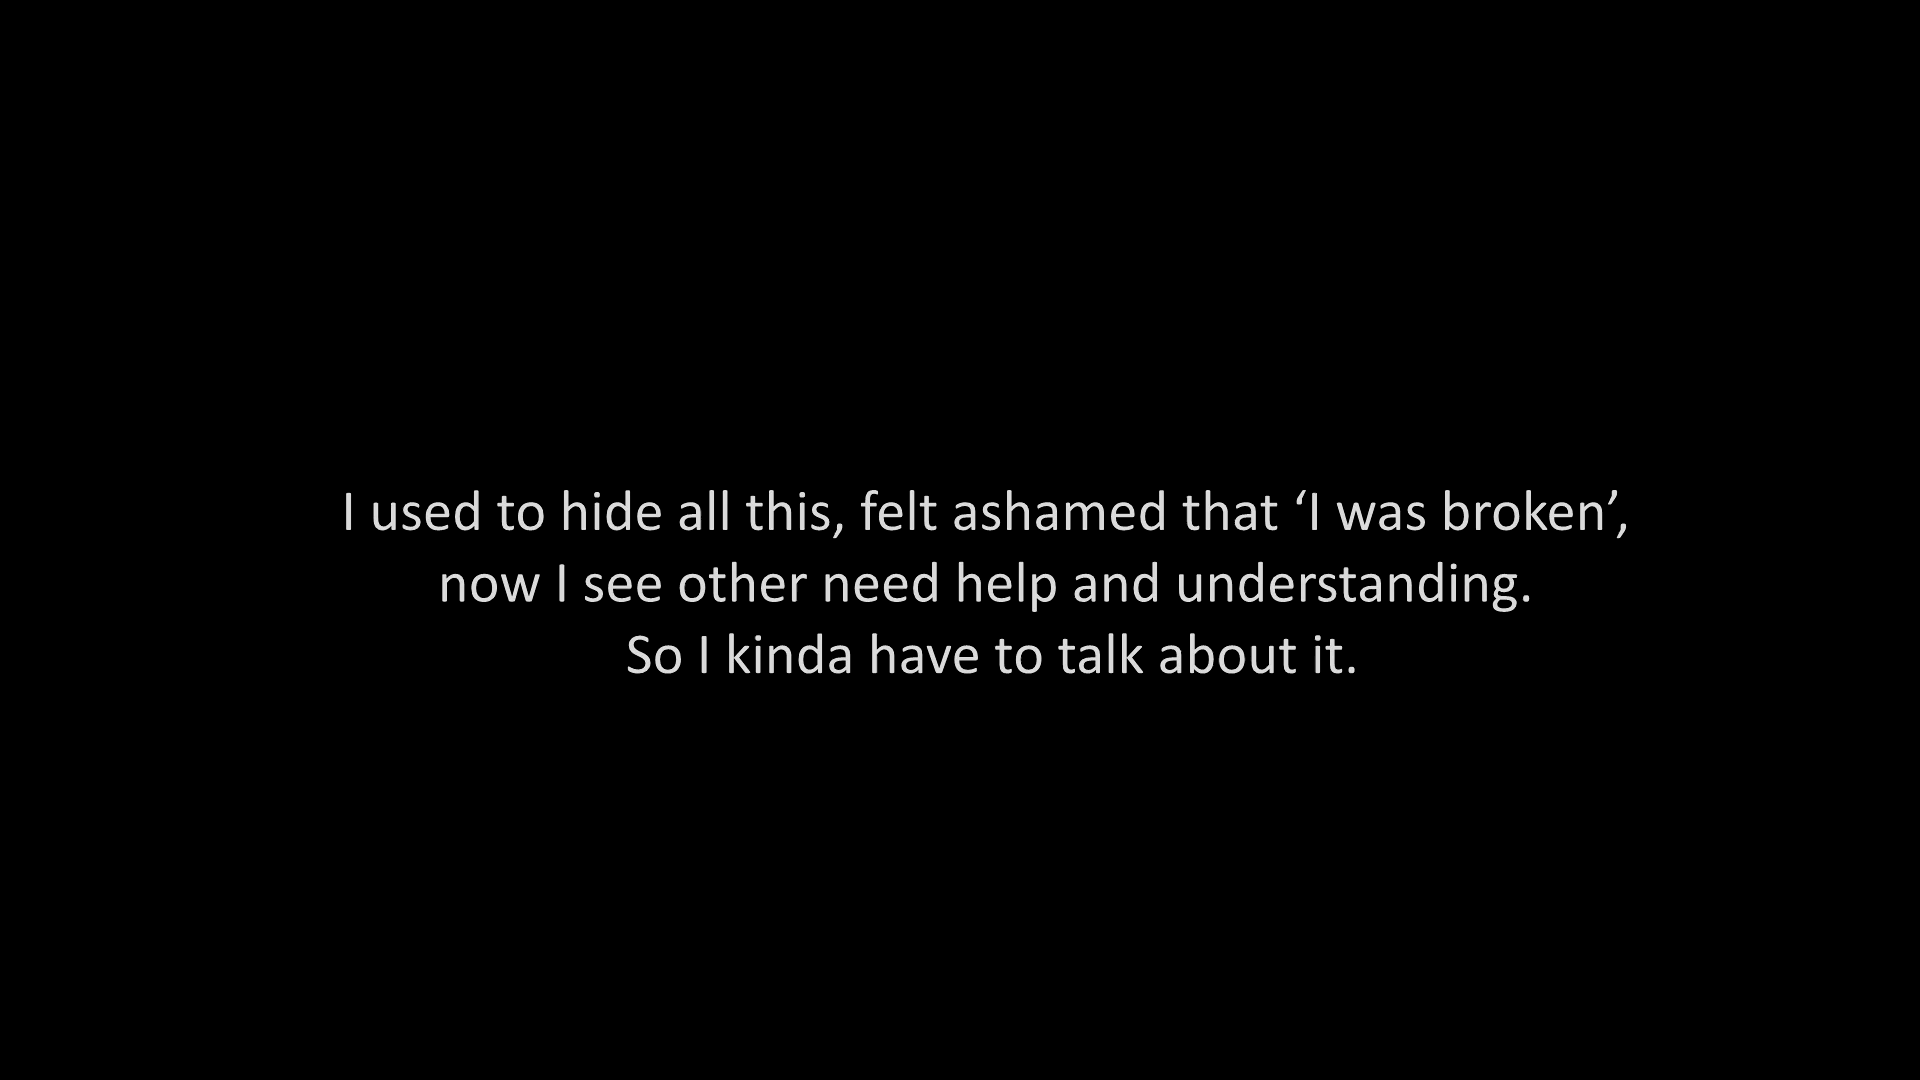 I used to hide all this, felt ashamed that ‘I was broken’,
now I see other need help and understanding.
So I kinda have to talk about it.